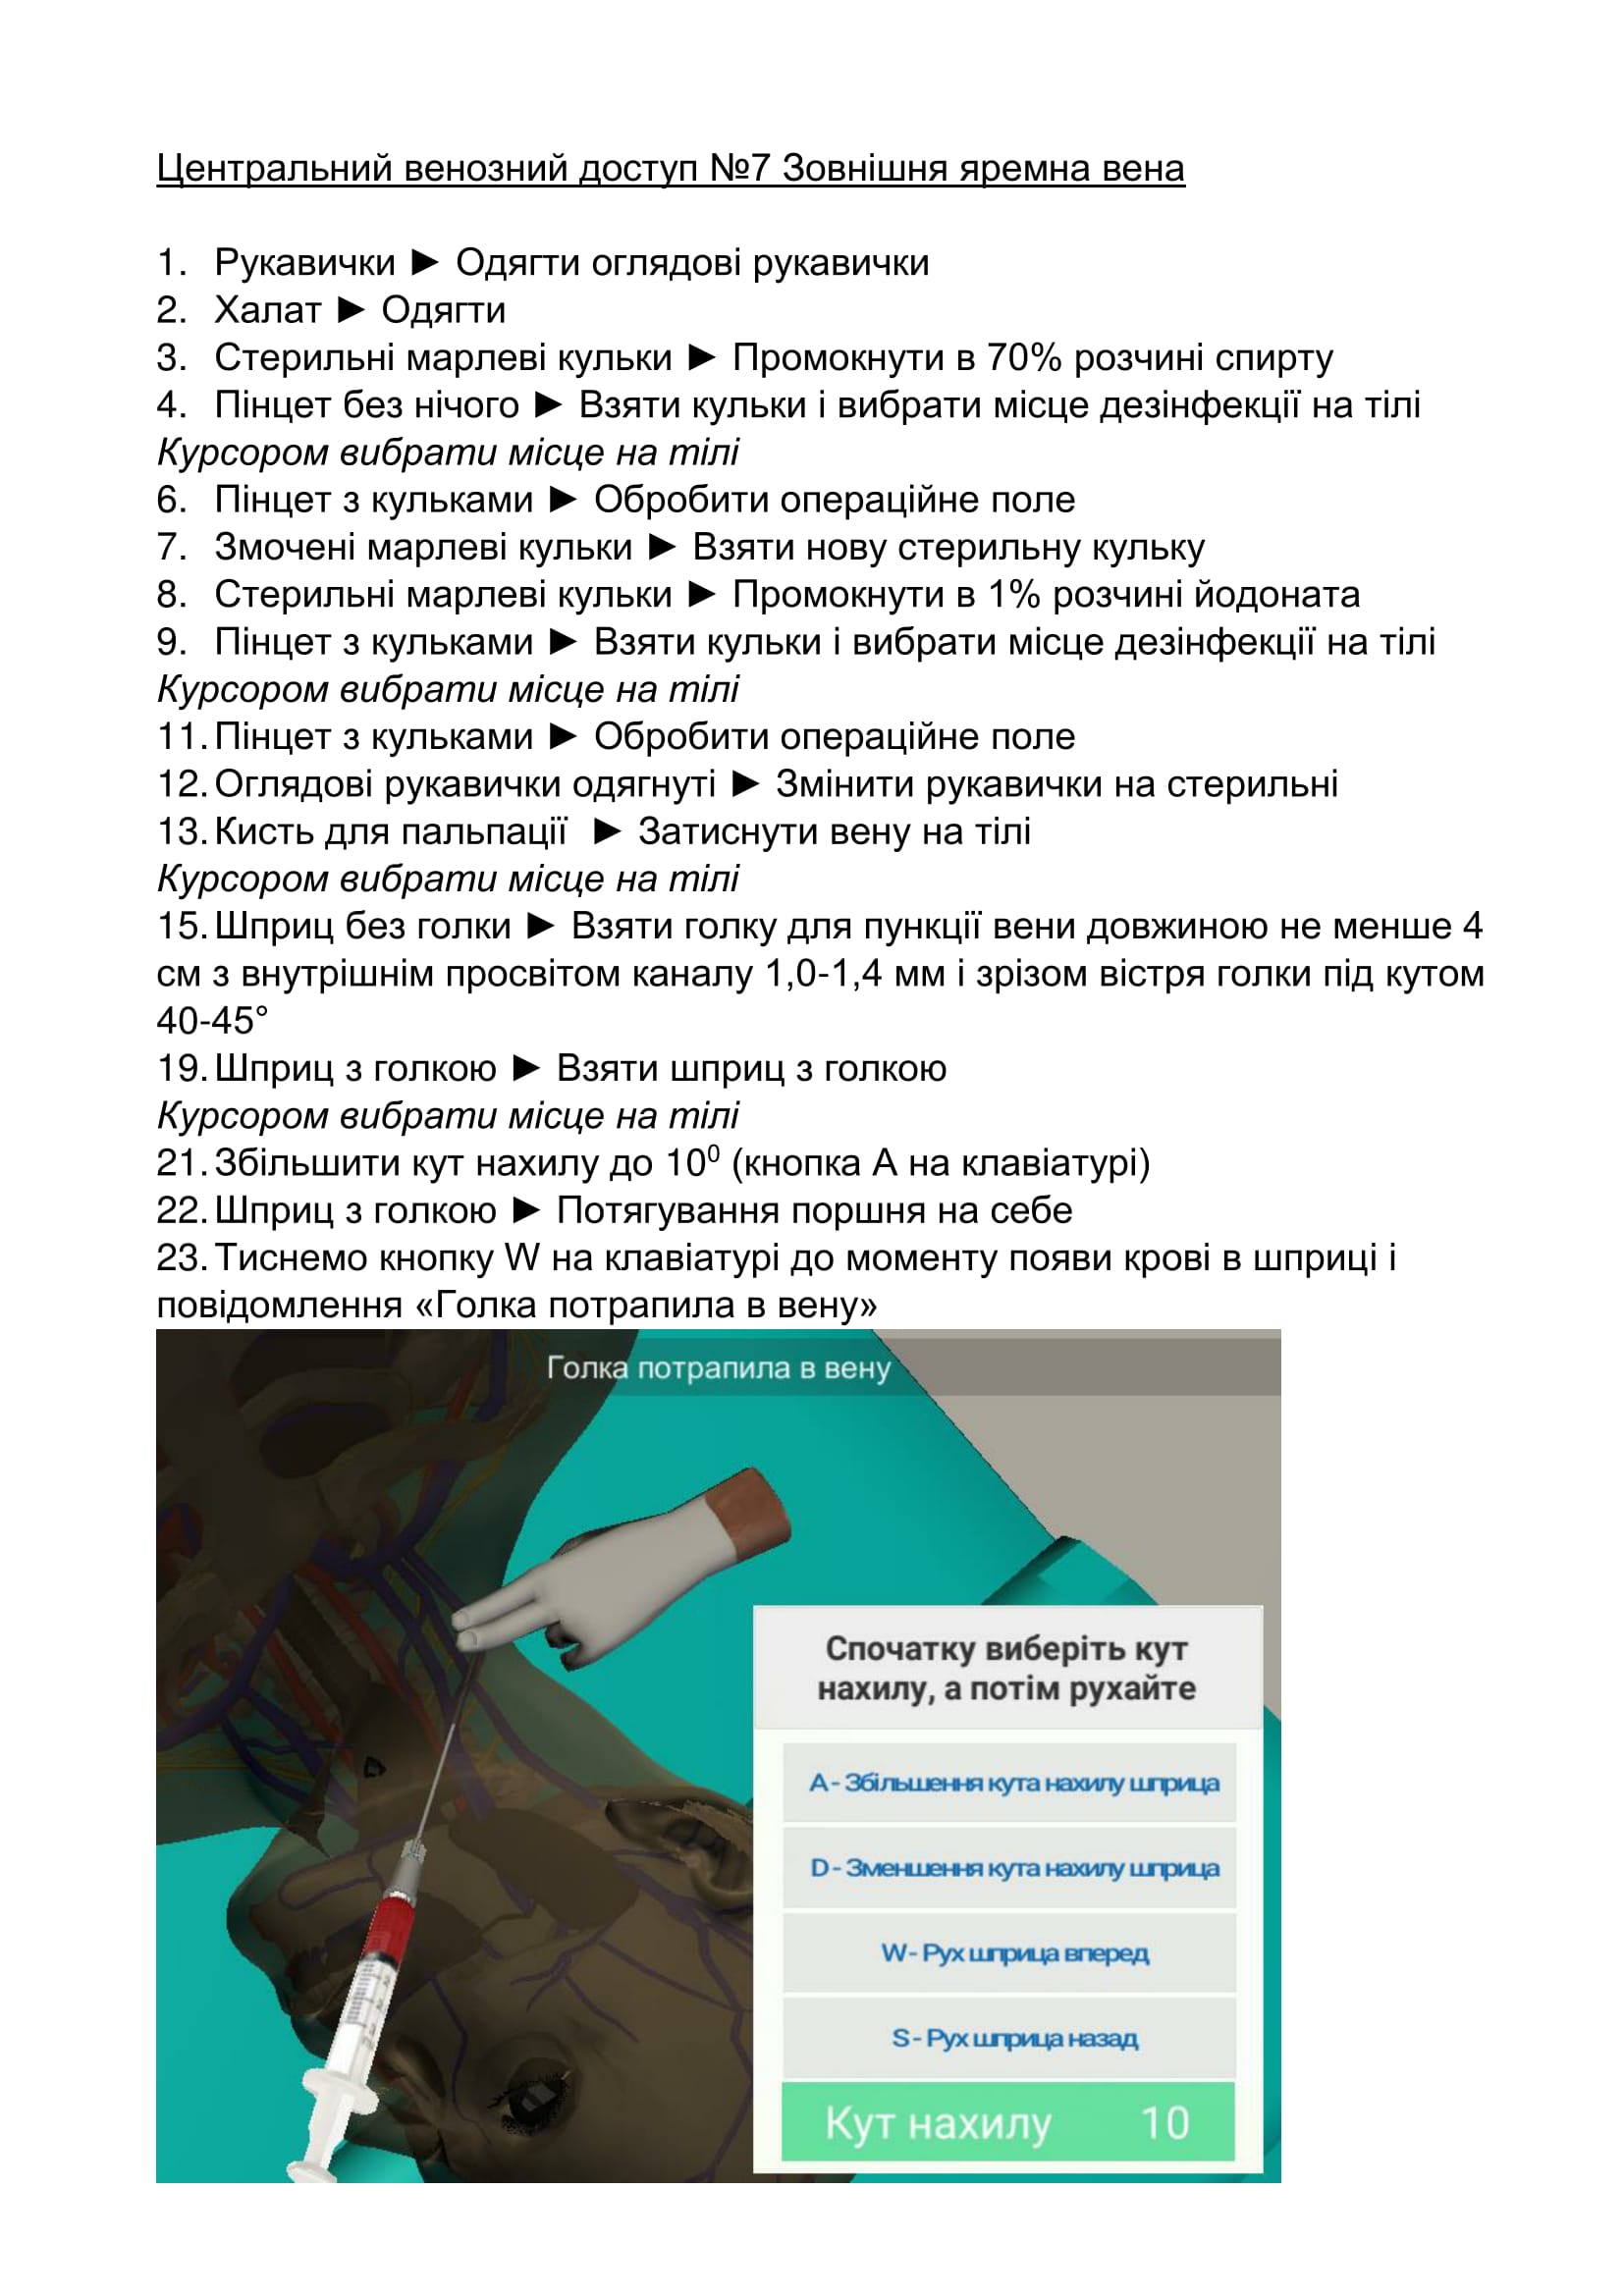 Центральний венозний доступ №7 Зовнішня яремна вена
1. Рукавички ► Одягти оглядові рукавички
2. Халат ► Одягти
3. Стерильні марлеві кульки ► Промокнути в 70% розчині спирту
4. Пінцет без нічого ► Взяти кульки і вибрати місце дезінфекції на тілі
Курсором вибрати місце на тілі
6. Пінцет з кульками ► Обробити операційне поле
7. Змочені марлеві кульки ► Взяти нову стерильну кульку
8. Стерильні марлеві кульки ► Промокнути в 1% розчині йодоната
9. Пінцет з кульками ► Взяти кульки і вибрати місце дезінфекції на тілі
Курсором вибрати місце на тілі
11. Пінцет з кульками ► Обробити операційне поле
12. Оглядові рукавички одягнуті ► Змінити рукавички на стерильні
13. Кисть для пальпації ► Затиснути вену на тілі
Курсором вибрати місце на тілі
15. Шприц без голки ► Взяти голку для пункції вени довжиною не менше 4
см з внутрішнім просвітом каналу 1,0-1,4 мм і зрізом вістря голки під кутом
40-45°
19. Шприц з голкою ► Взяти шприц з голкою
Курсором вибрати місце на тілі
21. Збільшити кут нахилу до 10⁰ (кнопка А на клавіатурі)
22. Шприц з голкою ► Потягування поршня на себе
23. Тиснемо кнопку W на клавіатурі до моменту появи крові в шприці і
повідомлення «Голка потрапила в вену»
Голка потрапила в вену
Спочатку виберіть кут
нахилу, а потім рухайте
A - Збільшення кута нахилу шприца
D - Зменшення кута нахилу шприца
W - Рух шприца вперед
S - Рух шприца назад
Кут нахилу 10